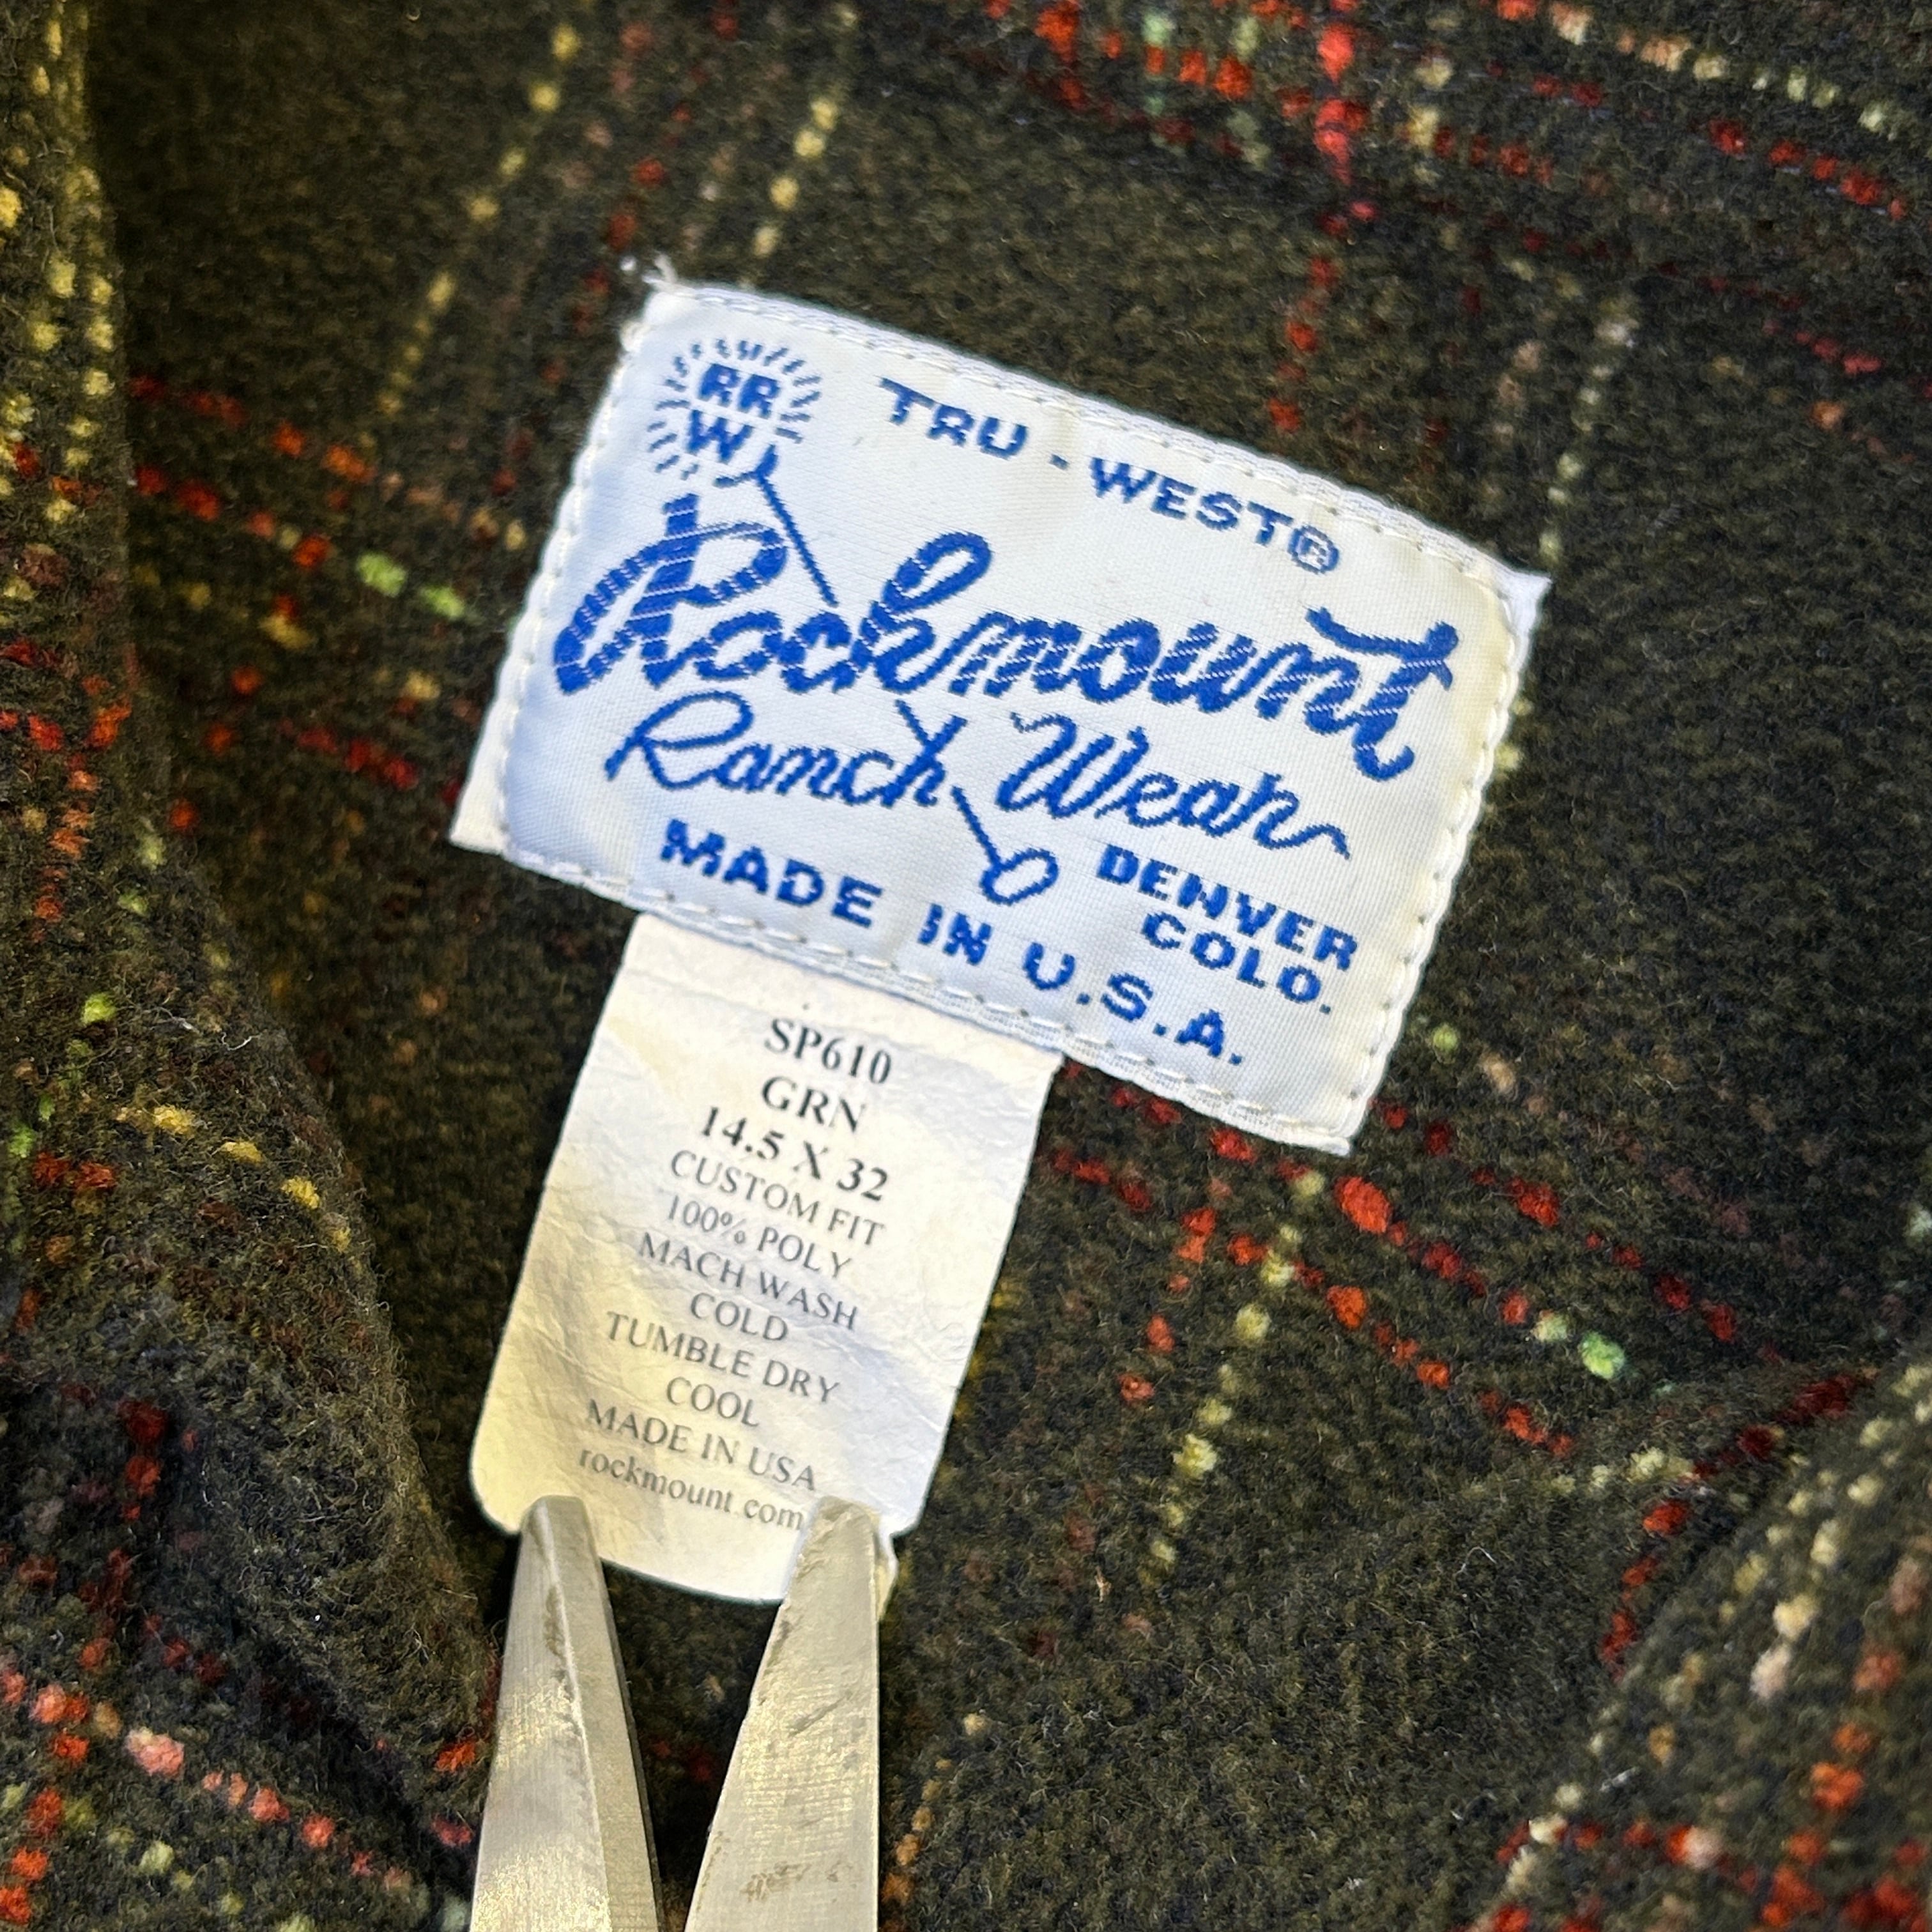 RR
W
TRU - WEST®
Rockmount
Ranch Wear
DENVER
COLO.
MADE IN U.S.A.
SP610
GRN
14.5 X 32
CUSTOM FIT
100% POLY
MACH WASH
COLD
TUMBLE DRY
COOL
MADE IN USA
rockmount.com